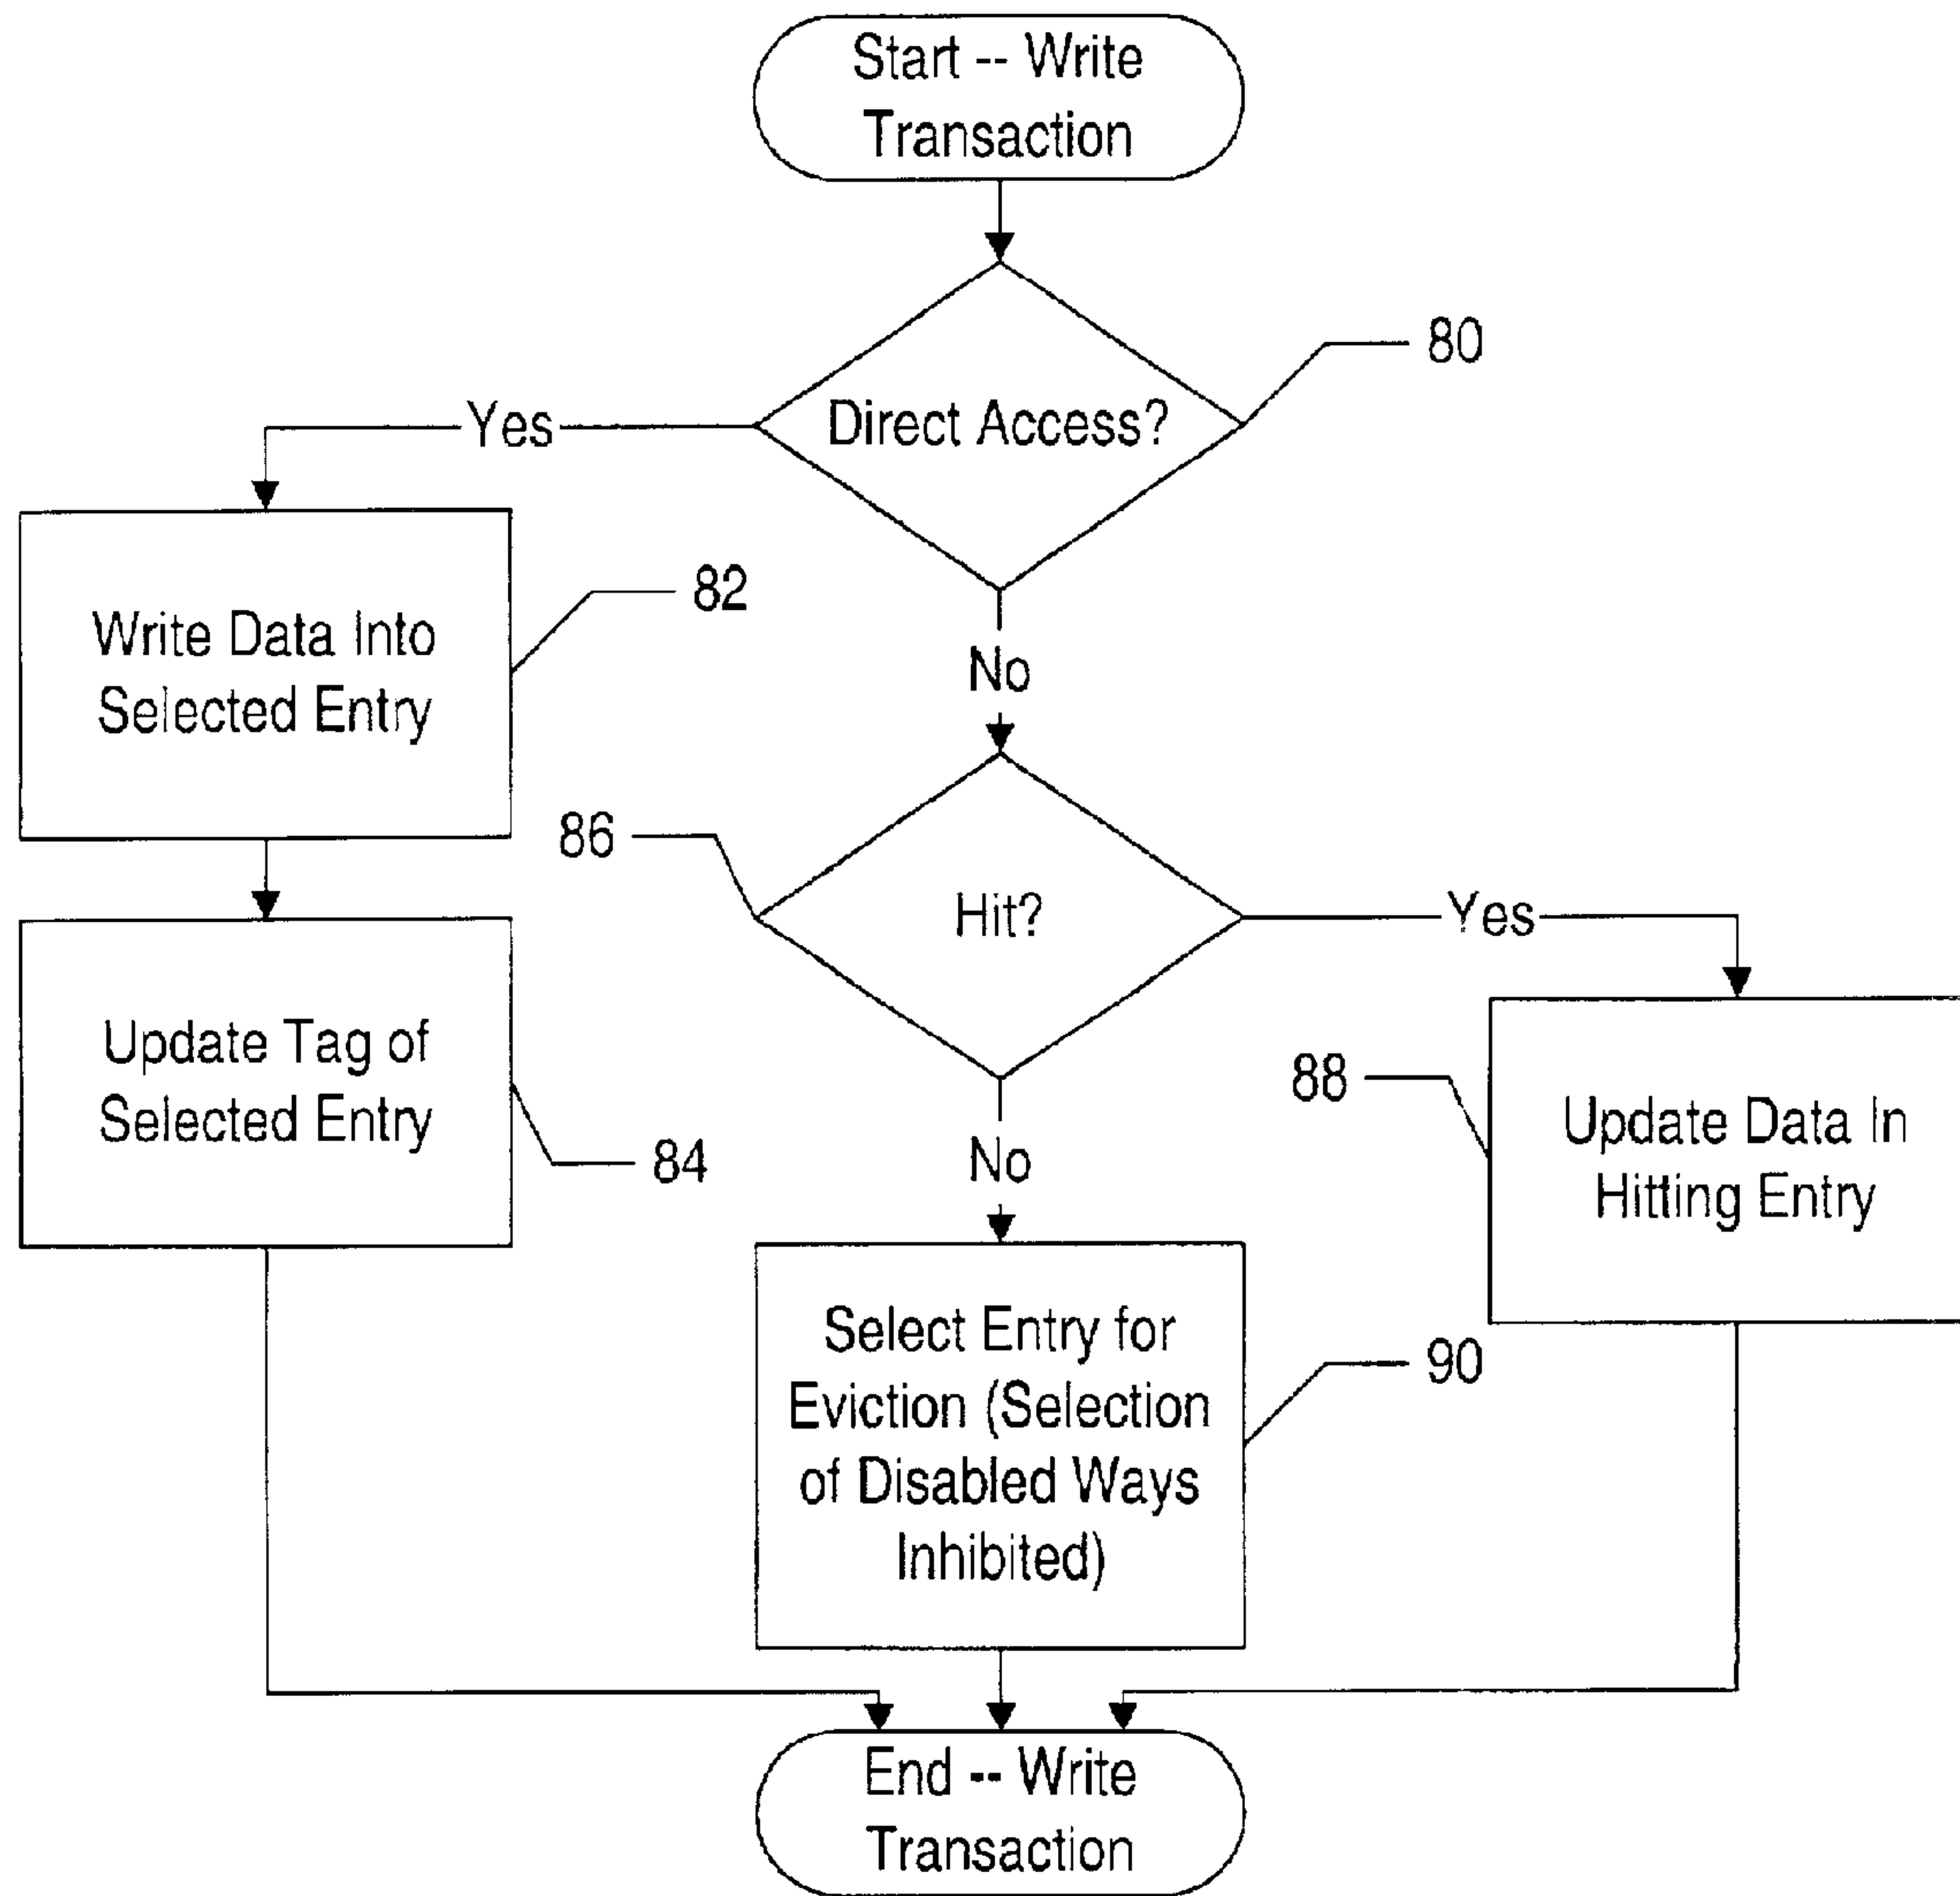 Start -- Write
Transaction
80
Direct Access?
Yes
82
Write Data Into
Selected Entry
No
86
Hit?
Yes
Update Tag of
Selected Entry
84
88
Update Data In
Hitting Entry
No
Select Entry for
Eviction (Selection
of Disabled Ways
Inhibited)
90
End -- Write
Transaction